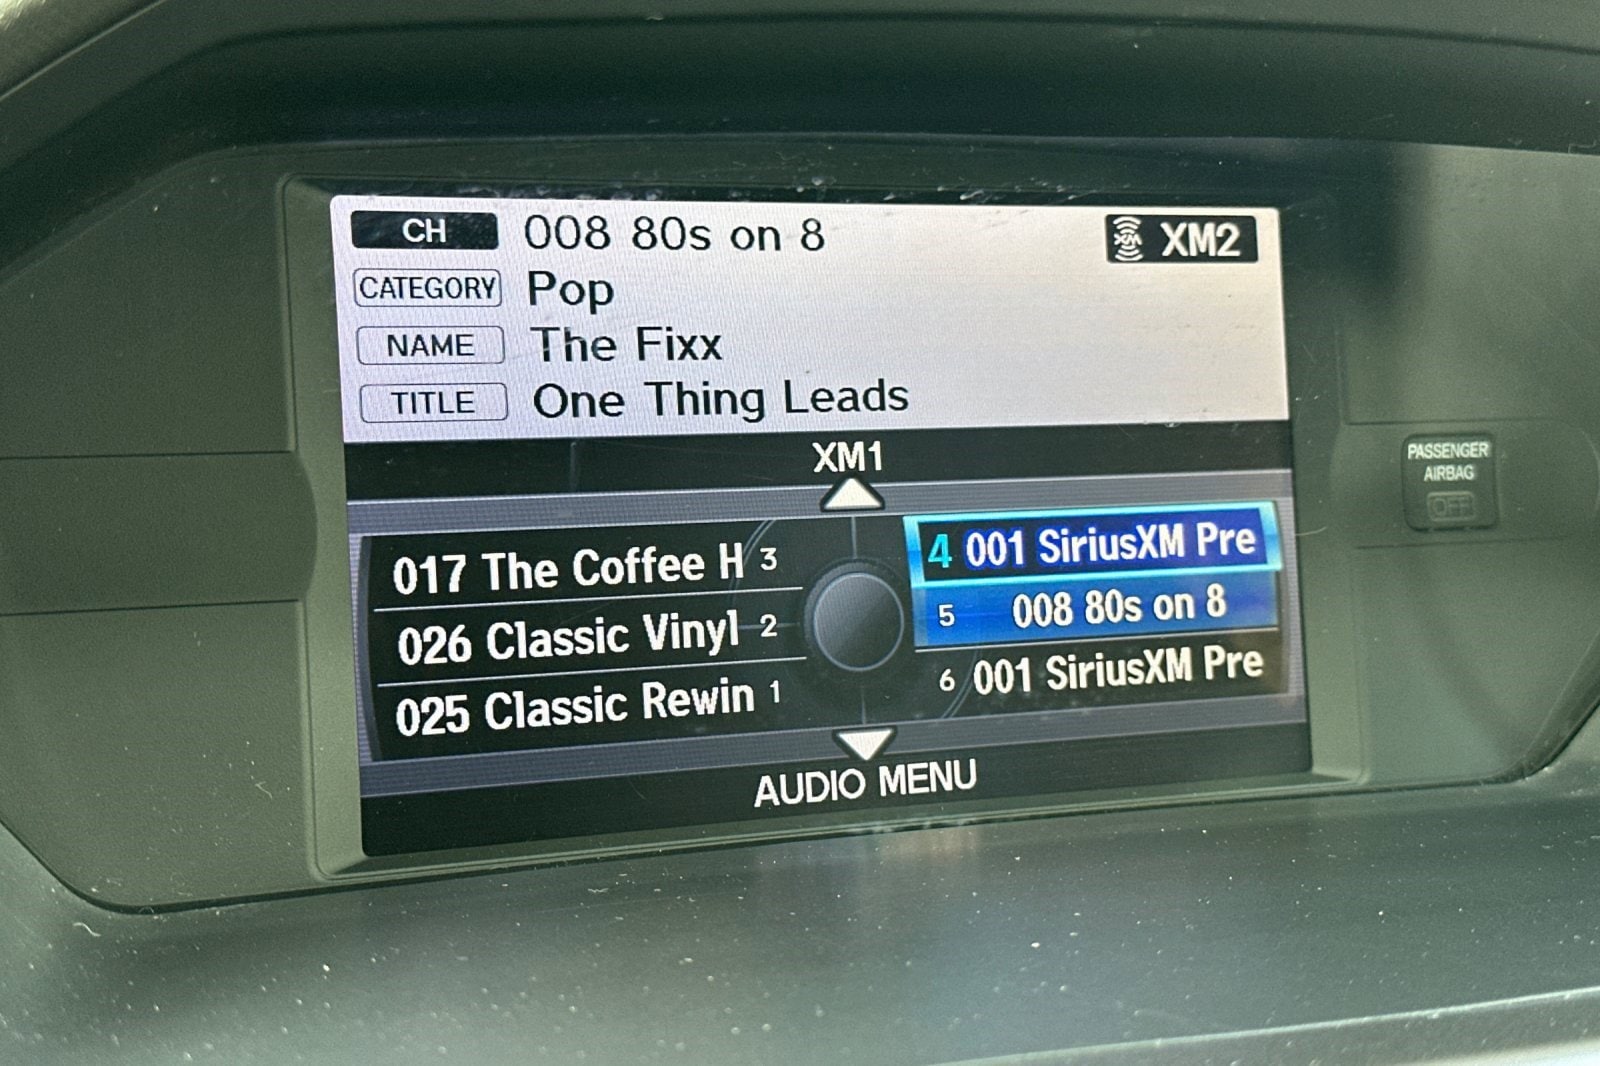 CH 008 80s on 8 XM XM2
CATEGORY Pop
NAME The Fixx
TITLE One Thing Leads
XM1
017 The Coffee H 3
026 Classic Vinyl 2
025 Classic Rewin 1
4 001 SiriusXM Pre
5 008 80s on 8
6 001 SiriusXM Pre
AUDIO MENU
PASSENGER
AIRBAG
OFF